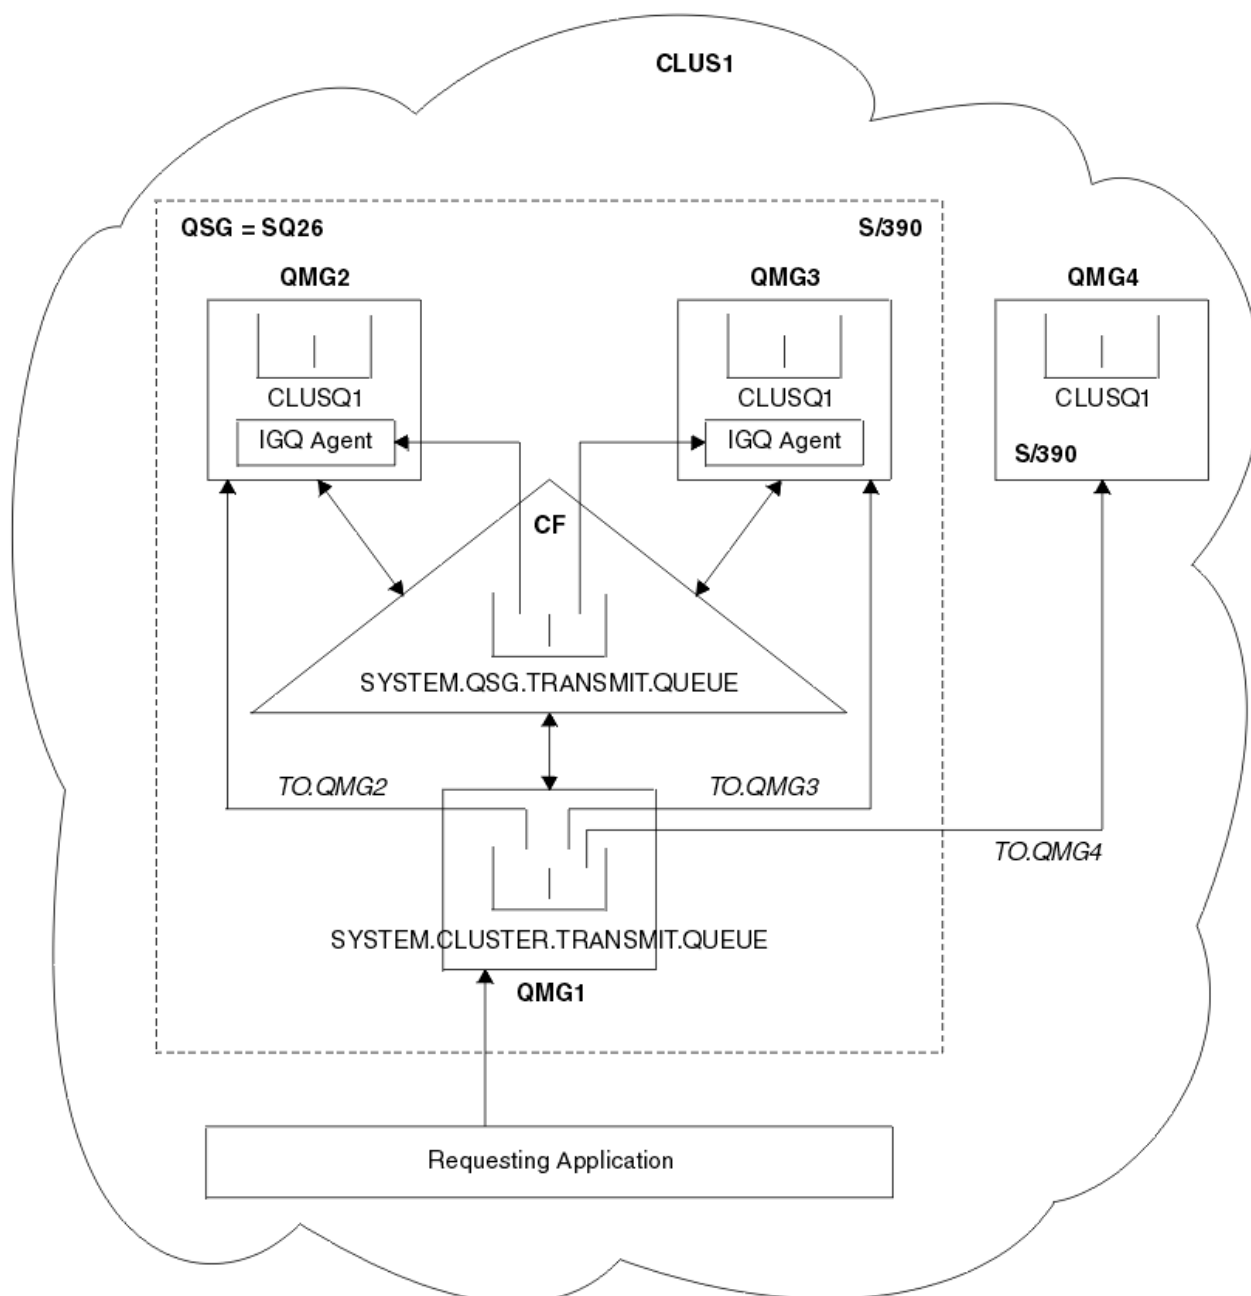 CLUS1
QSG = SQ26
S/390
QMG2
QMG3
QMG4
CLUSQ1
CLUSQ1
CLUSQ1
IGQ Agent
IGQ Agent
S/390
CF
SYSTEM.QSG.TRANSMIT.QUEUE
TO.QMG2
TO.QMG3
TO.QMG4
SYSTEM.CLUSTER.TRANSMIT.QUEUE
QMG1
Requesting Application